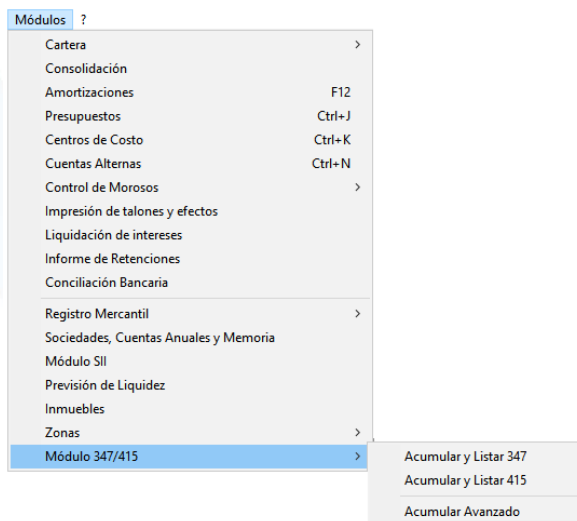 Módulos ?
Cartera >
Consolidación
Amortizaciones F12
Presupuestos Ctrl+J
Centros de Costo Ctrl+K
Cuentas Alternas Ctrl+N
Control de Morosos >
Impresión de talones y efectos
Liquidación de intereses
Informe de Retenciones
Conciliación Bancaria
Registro Mercantil >
Sociedades, Cuentas Anuales y Memoria
Módulo SII
Previsión de Liquidez
Inmuebles
Zonas >
Módulo 347/415 >
Acumular y Listar 347
Acumular y Listar 415
Acumular Avanzado